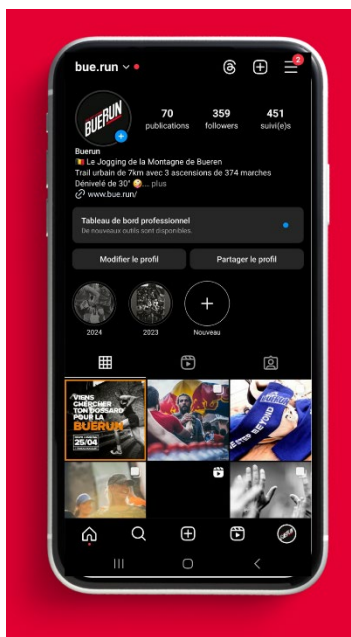 bue.run
2
BUERUN
70
359
451
publications
followers
suivi(e)s
Buerun
Le Jogging de la Montagne de Bueren
Trail urbain de 7km avec 3 ascensions de 374 marches
Dénivelé de 30° ... plus
www.bue.run/
Tableau de bord professionnel
De nouveaux outils sont disponibles.
Modifier le profil
Partager le profil
2024
2023
Nouveau
VIENS
CHERCHER
TON DOSSARD
POUR LA
BUERUN
25/04
BEYOND